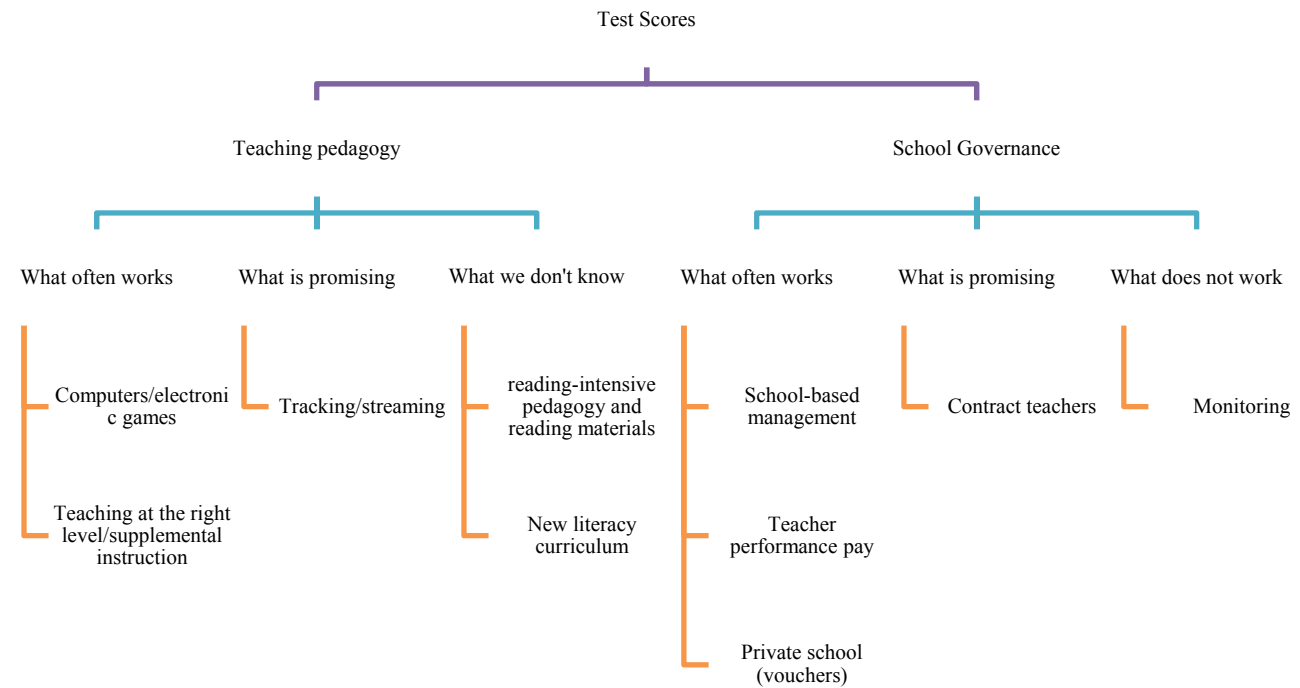 Test Scores
Teaching pedagogy
School Governance
What often works
What is promising
What we don't know
What often works
What is promising
What does not work
Computers/electroni
c games
Teaching at the right
level/supplemental
instruction
Tracking/streaming
reading-intensive
pedagogy and
reading materials
New literacy
curriculum
School-based
management
Teacher
performance pay
Private school
(vouchers)
Contract teachers
Monitoring